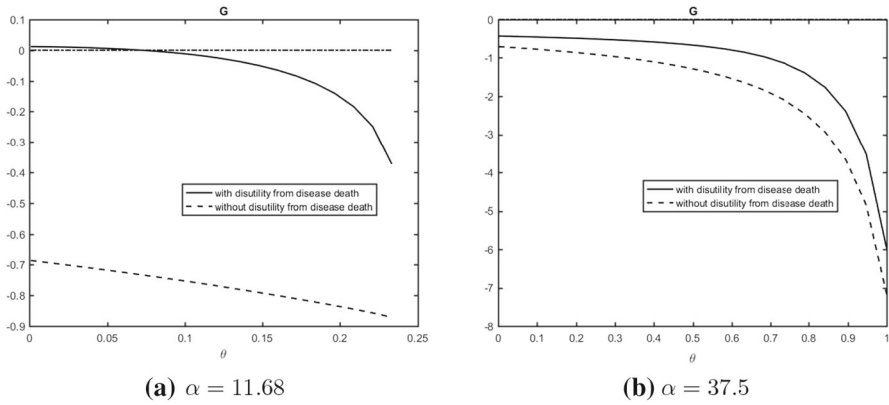 G
0.1
0
-0.1
-0.2
-0.3
-0.4
-0.5
-0.6
-0.7
-0.8
-0.9
with disutility from disease death
without disutility from disease death
0 0.05 0.1 0.15 0.2 0.25
θ
(a) α = 11.68
G
0
-1
-2
-3
-4
-5
-6
-7
-8
with disutility from disease death
without disutility from disease death
0 0.1 0.2 0.3 0.4 0.5 0.6 0.7 0.8 0.9 1
θ
(b) α = 37.5